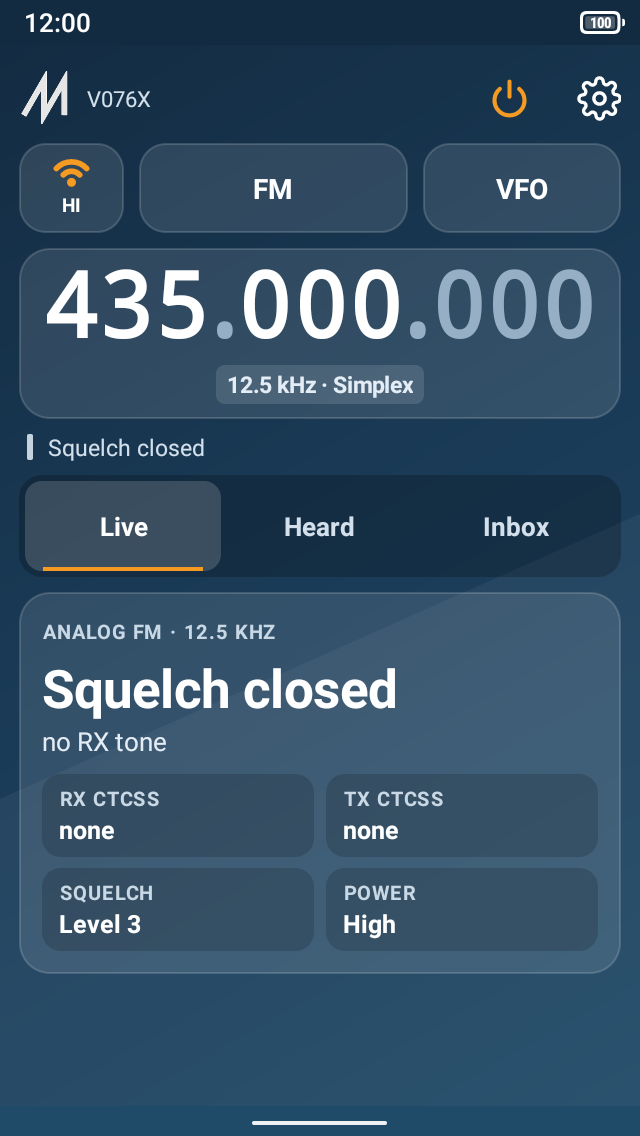 12:00 100
V076X
HI FM VFO
435.000.000
12.5 kHz · Simplex
Squelch closed
Live Heard Inbox
ANALOG FM · 12.5 KHZ
Squelch closed
no RX tone
RX CTCSS TX CTCSS
none none
SQUELCH POWER
Level 3 High